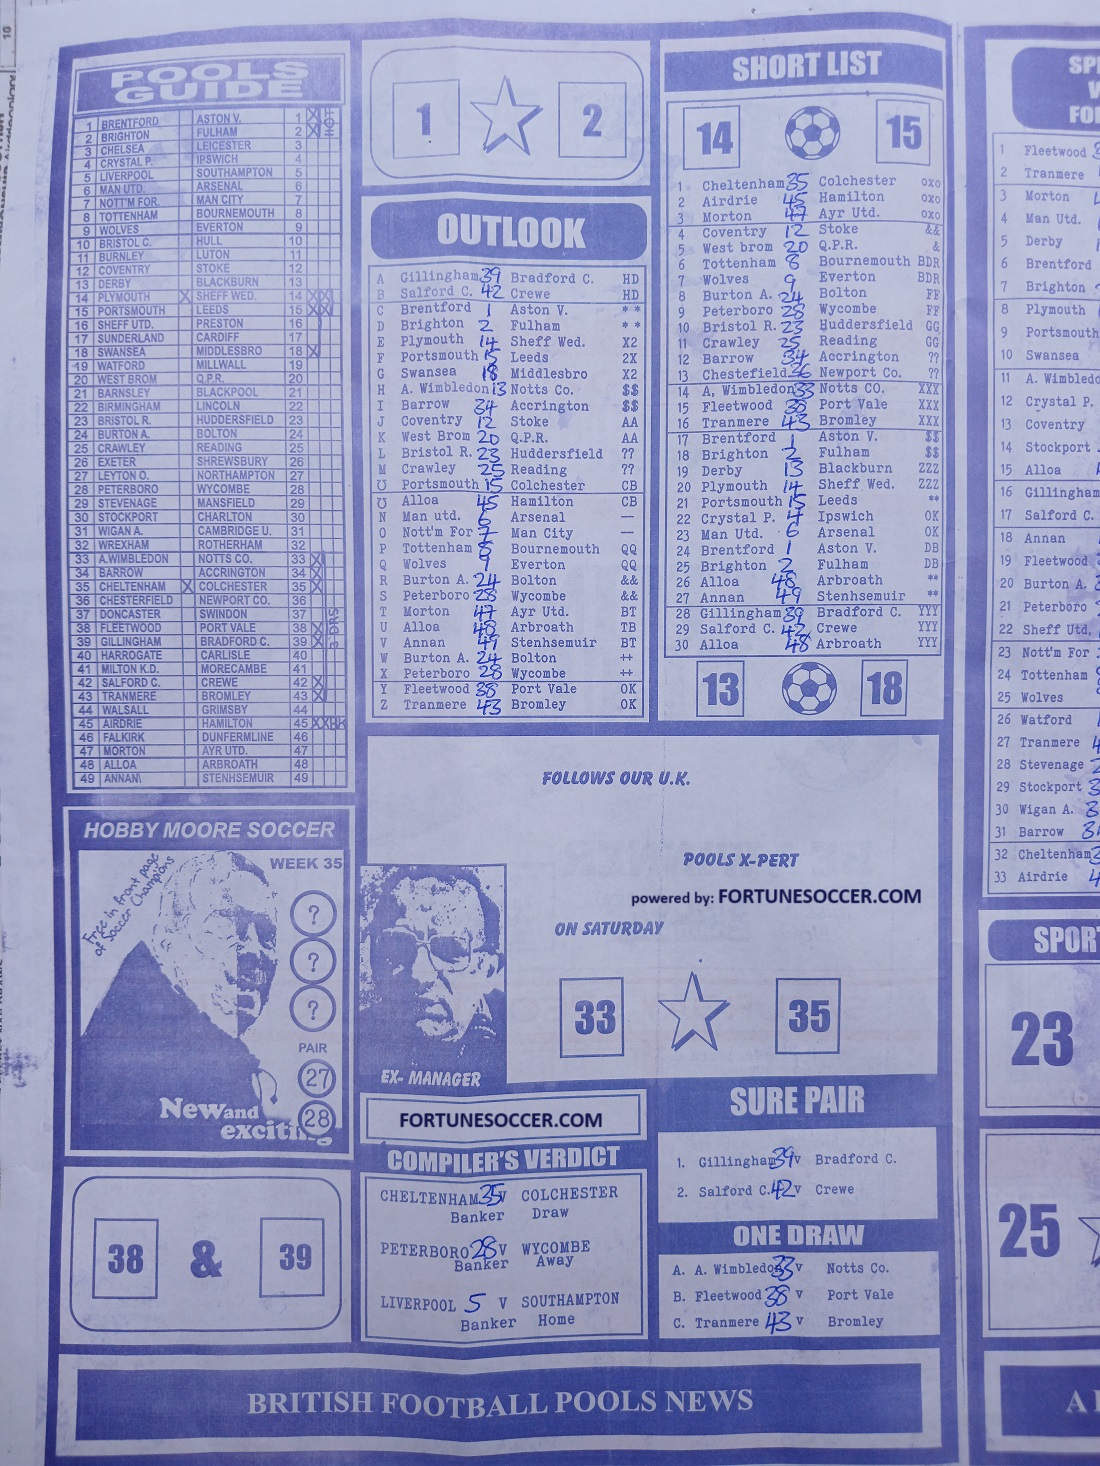 POOLS
GUIDE
1 BRENTFORD ASTON V. 1 X
2 BRIGHTON FULHAM 2 X
3 CHELSEA LEICESTER 3
4 CRYSTAL P. IPSWICH 4
5 LIVERPOOL SOUTHAMPTON 5
6 MAN UTD. ARSENAL 6
7 NOTT'M FOR. MAN CITY 7
8 TOTTENHAM BOURNEMOUTH 8
9 WOLVES EVERTON 9
10 BRISTOL C. HULL 10
11 BURNLEY LUTON 11
12 COVENTRY STOKE 12
13 DERBY BLACKBURN 13
14 PLYMOUTH X SHEFF WED. 14 XX
15 PORTSMOUTH LEEDS 15 XX
16 SHEFF UTD. PRESTON 16
17 SUNDERLAND CARDIFF 17
18 SWANSEA MIDDLESBRO 18 X
19 WATFORD MILLWALL 19
20 WEST BROM Q.P.R. 20
21 BARNSLEY BLACKPOOL 21
22 BIRMINGHAM LINCOLN 22
23 BRISTOL R. HUDDERSFIELD 23
24 BURTON A. BOLTON 24
25 CRAWLEY READING 25
26 EXETER SHREWSBURY 26
27 LEYTON O. NORTHAMPTON 27
28 PETERBORO WYCOMBE 28
29 STEVENAGE MANSFIELD 29
30 STOCKPORT CHARLTON 30
31 WIGAN A. CAMBRIDGE U. 31
32 WREXHAM ROTHERHAM 32
33 A.WIMBLEDON NOTTS CO. 33 X
34 BARROW ACCRINGTON 34 X
35 CHELTENHAM X COLCHESTER 35 X
36 CHESTERFIELD NEWPORT CO. 36
37 DONCASTER SWINDON 37
38 FLEETWOOD PORT VALE 38 X
39 GILLINGHAM BRADFORD C. 39 X
40 HARROGATE CARLISLE 40
41 MILTON K.D. MORECAMBE 41
42 SALFORD C. CREWE 42 X
43 TRANMERE BROMLEY 43 X
44 WALSALL GRIMSBY 44
45 AIRDRIE HAMILTON 45 XX
46 FALKIRK DUNFERMLINE 46
47 MORTON AYR UTD. 47
48 ALLOA ARBROATH 48
49 ANNAN STENHSEMUIR 49
HOT
3 DRS
1 2
OUTLOOK
A Gillingham 39 Bradford C. HD
B Salford C. 42 Crewe HD
C Brentford 1 Aston V. * *
D Brighton 2 Fulham * *
E Plymouth 14 Sheff Wed. X2
F Portsmouth 15 Leeds 2X
G Swansea 18 Middlesbro X2
H A. Wimbledon 13 Notts Co. $$
I Barrow 34 Accrington $$
J Coventry 12 Stoke AA
K West Brom 20 Q.P.R. AA
L Bristol R. 23 Huddersfield ??
M Crawley 25 Reading ??
Ʊ Portsmouth 15 Colchester CB
Ʊ Alloa 45 Hamilton CB
N Man utd. 6 Arsenal —
O Nott'm For 7 Man City —
P Tottenham 8 Bournemouth QQ
Q Wolves 9 Everton QQ
R Burton A. 24 Bolton &&
S Peterboro 28 Wycombe &&
T Morton 47 Ayr Utd. BT
U Alloa 48 Arbroath TB
V Annan 49 Stenhsemuir BT
W Burton A. 24 Bolton ++
X Peterboro 28 Wycombe ++
Y Fleetwood 38 Port Vale OK
Z Tranmere 43 Bromley OK
SHORT LIST
14 15
1 Cheltenham 35 Colchester oxo
2 Airdrie 45 Hamilton oxo
3 Morton 47 Ayr Utd. oxo
4 Coventry 12 Stoke &&
5 West brom 20 Q.P.R. &
6 Tottenham 8 Bournemouth BDR
7 Wolves 9 Everton BDR
8 Burton A. 24 Bolton FF
9 Peterboro 28 Wycombe FF
10 Bristol R. 23 Huddersfield GG
11 Crawley 25 Reading GG
12 Barrow 34 Accrington ??
13 Chestefield 36 Newport Co. ??
14 A, Wimbledon 33 Notts CO. XXX
15 Fleetwood 38 Port Vale XXX
16 Tranmere 43 Bromley XXX
17 Brentford 1 Aston V. $$
18 Brighton 2 Fulham $$
19 Derby 13 Blackburn ZZZ
20 Plymouth 14 Sheff Wed. ZZZ
21 Portsmouth 15 Leeds **
22 Crystal P. 4 Ipswich OK
23 Man Utd. 6 Arsenal OK
24 Brentford 1 Aston V. DB
25 Brighton 2 Fulham DB
26 Alloa 48 Arbroath **
27 Annan 49 Stenhsemuir **
28 Gillingham 39 Bradford C. YYY
29 Salford C. 42 Crewe YYY
30 Alloa 48 Arbroath YYY
13 18
FOLLOWS OUR U.K.
POOLS X-PERT
powered by: FORTUNESOCCER.COM
ON SATURDAY
33 35
EX- MANAGER
HOBBY MOORE SOCCER
WEEK 35
Free in front page
of Soccer Champions
?
?
?
PAIR
27
28
New and
exciting
38 & 39
FORTUNESOCCER.COM
COMPILER'S VERDICT
CHELTENHAM 35 V COLCHESTER
Banker Draw
PETERBORO 28 V WYCOMBE
Banker Away
LIVERPOOL 5 V SOUTHAMPTON
Banker Home
SURE PAIR
1. Gillingham 39 v Bradford C.
2. Salford C. 42 v Crewe
ONE DRAW
A. A. Wimbledon 33 v Notts Co.
B. Fleetwood 38 v Port Vale
C. Tranmere 43 v Bromley
BRITISH FOOTBALL POOLS NEWS
1 Fleetwood
2 Tranmere
3 Morton
4 Man Utd.
5 Derby
6 Brentford
7 Brighton
8 Plymouth
9 Portsmouth
10 Swansea
11 A. Wimbledo
12 Crystal P.
13 Coventry
14 Stockport
15 Alloa
16 Gillingham
17 Salford C.
18 Annan
19 Fleetwood
20 Burton A.
21 Peterboro
22 Sheff Utd,
23 Nott'm For
24 Tottenham
25 Wolves
26 Watford
27 Tranmere
28 Stevenage
29 Stockport
30 Wigan A.
31 Barrow
32 Cheltenham
33 Airdrie
SPORT
23
25